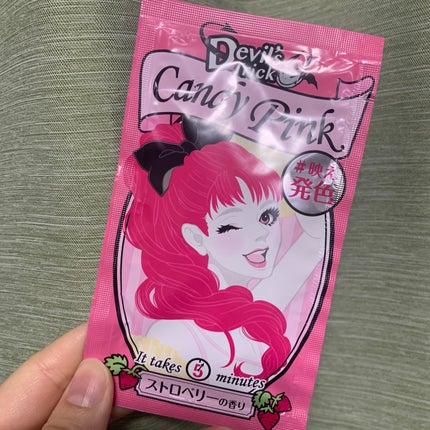 Devil's
Trick
Candy Pink
#映え
発色
It takes 5 minutes
ストロベリーの香り